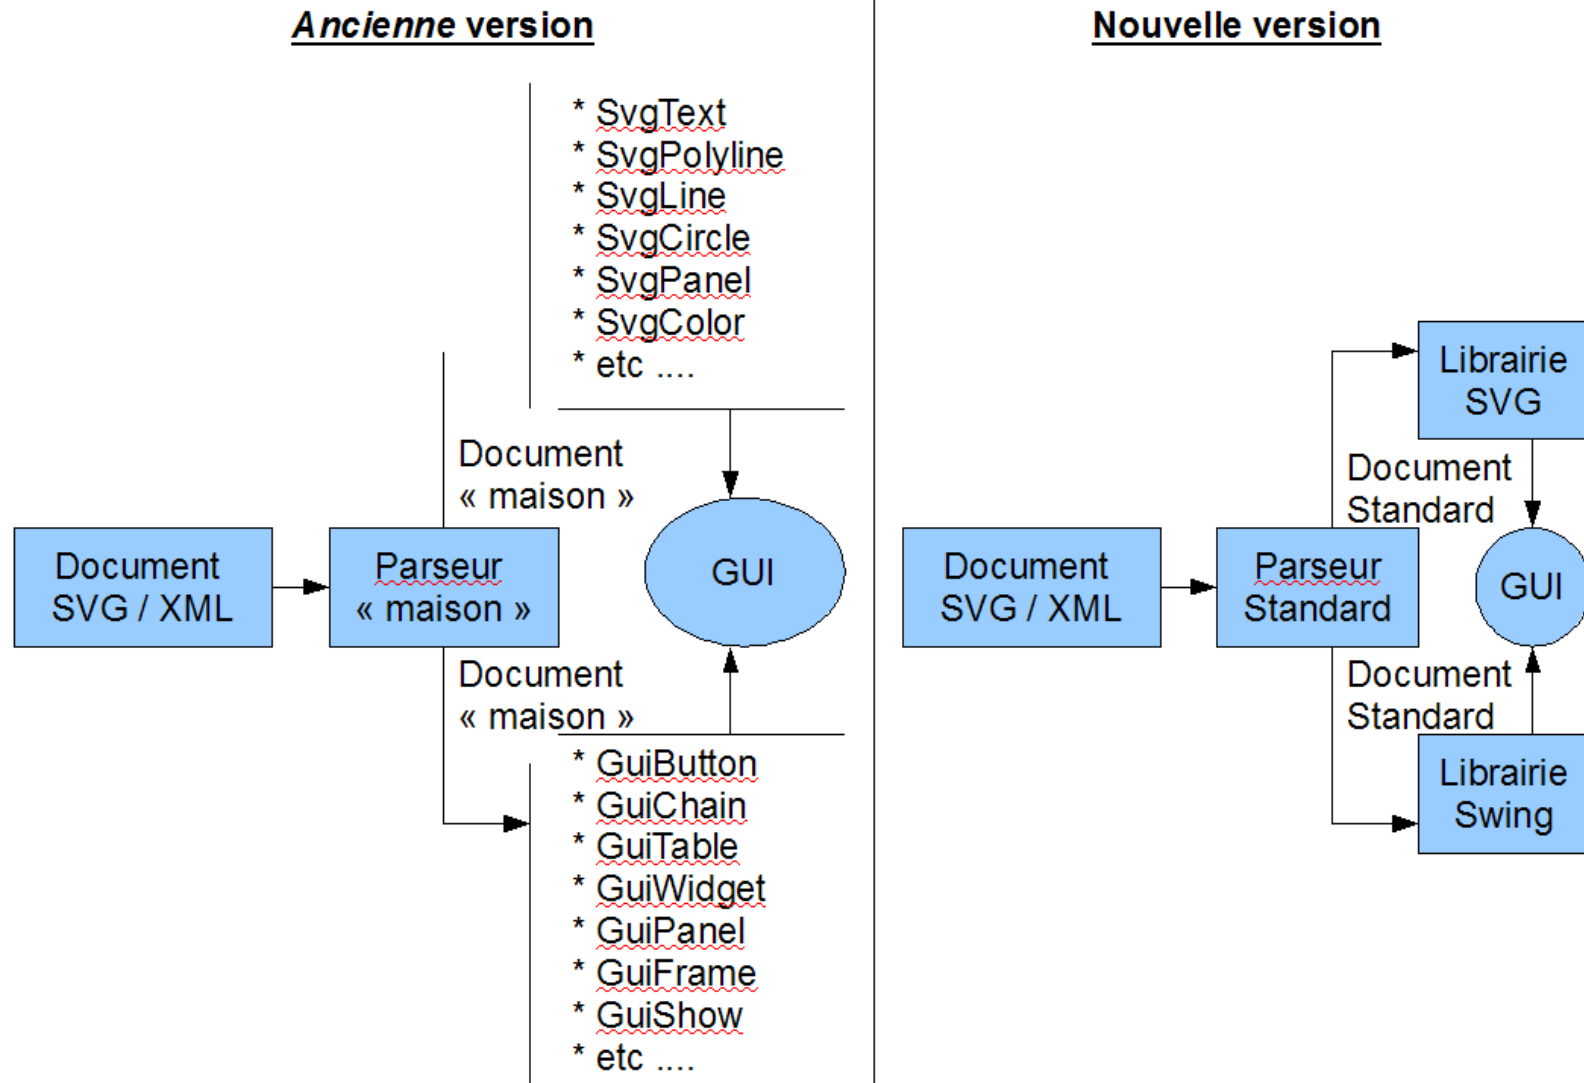 Ancienne version
* SvgText
* SvgPolyline
* SvgLine
* SvgCircle
* SvgPanel
* SvgColor
* etc ....
Document
« maison »
Document
SVG / XML
Parseur
« maison »
GUI
Document
« maison »
* GuiButton
* GuiChain
* GuiTable
* GuiWidget
* GuiPanel
* GuiFrame
* GuiShow
* etc ....
Nouvelle version
Librairie
SVG
Document
Standard
Document
SVG / XML
Parseur
Standard
GUI
Document
Standard
Librairie
Swing